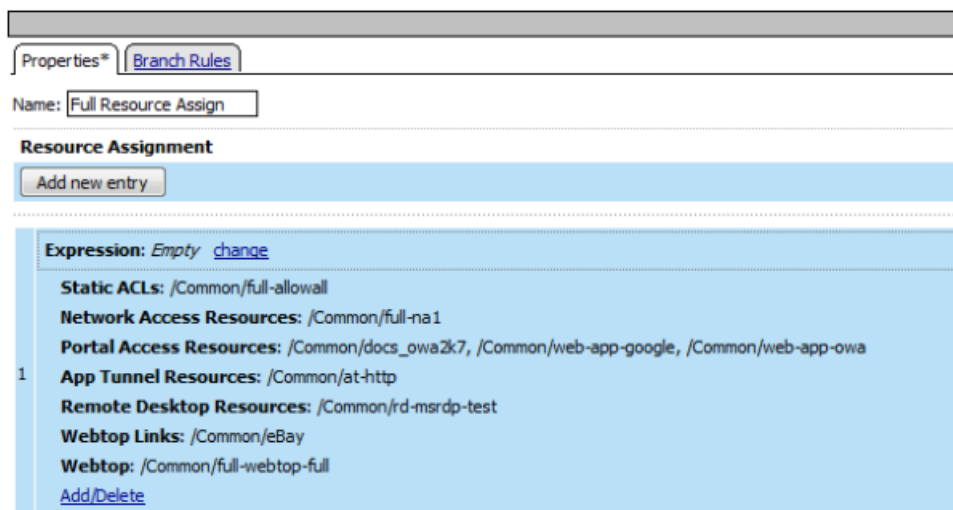 Properties* Branch Rules
Name: Full Resource Assign
Resource Assignment
Add new entry
Expression: Empty change
Static ACLs: /Common/full-allowall
Network Access Resources: /Common/full-na1
Portal Access Resources: /Common/docs_owa2k7, /Common/web-app-google, /Common/web-app-owa
1 App Tunnel Resources: /Common/at-http
Remote Desktop Resources: /Common/rd-msrdp-test
Webtop Links: /Common/eBay
Webtop: /Common/full-webtop-full
Add/Delete